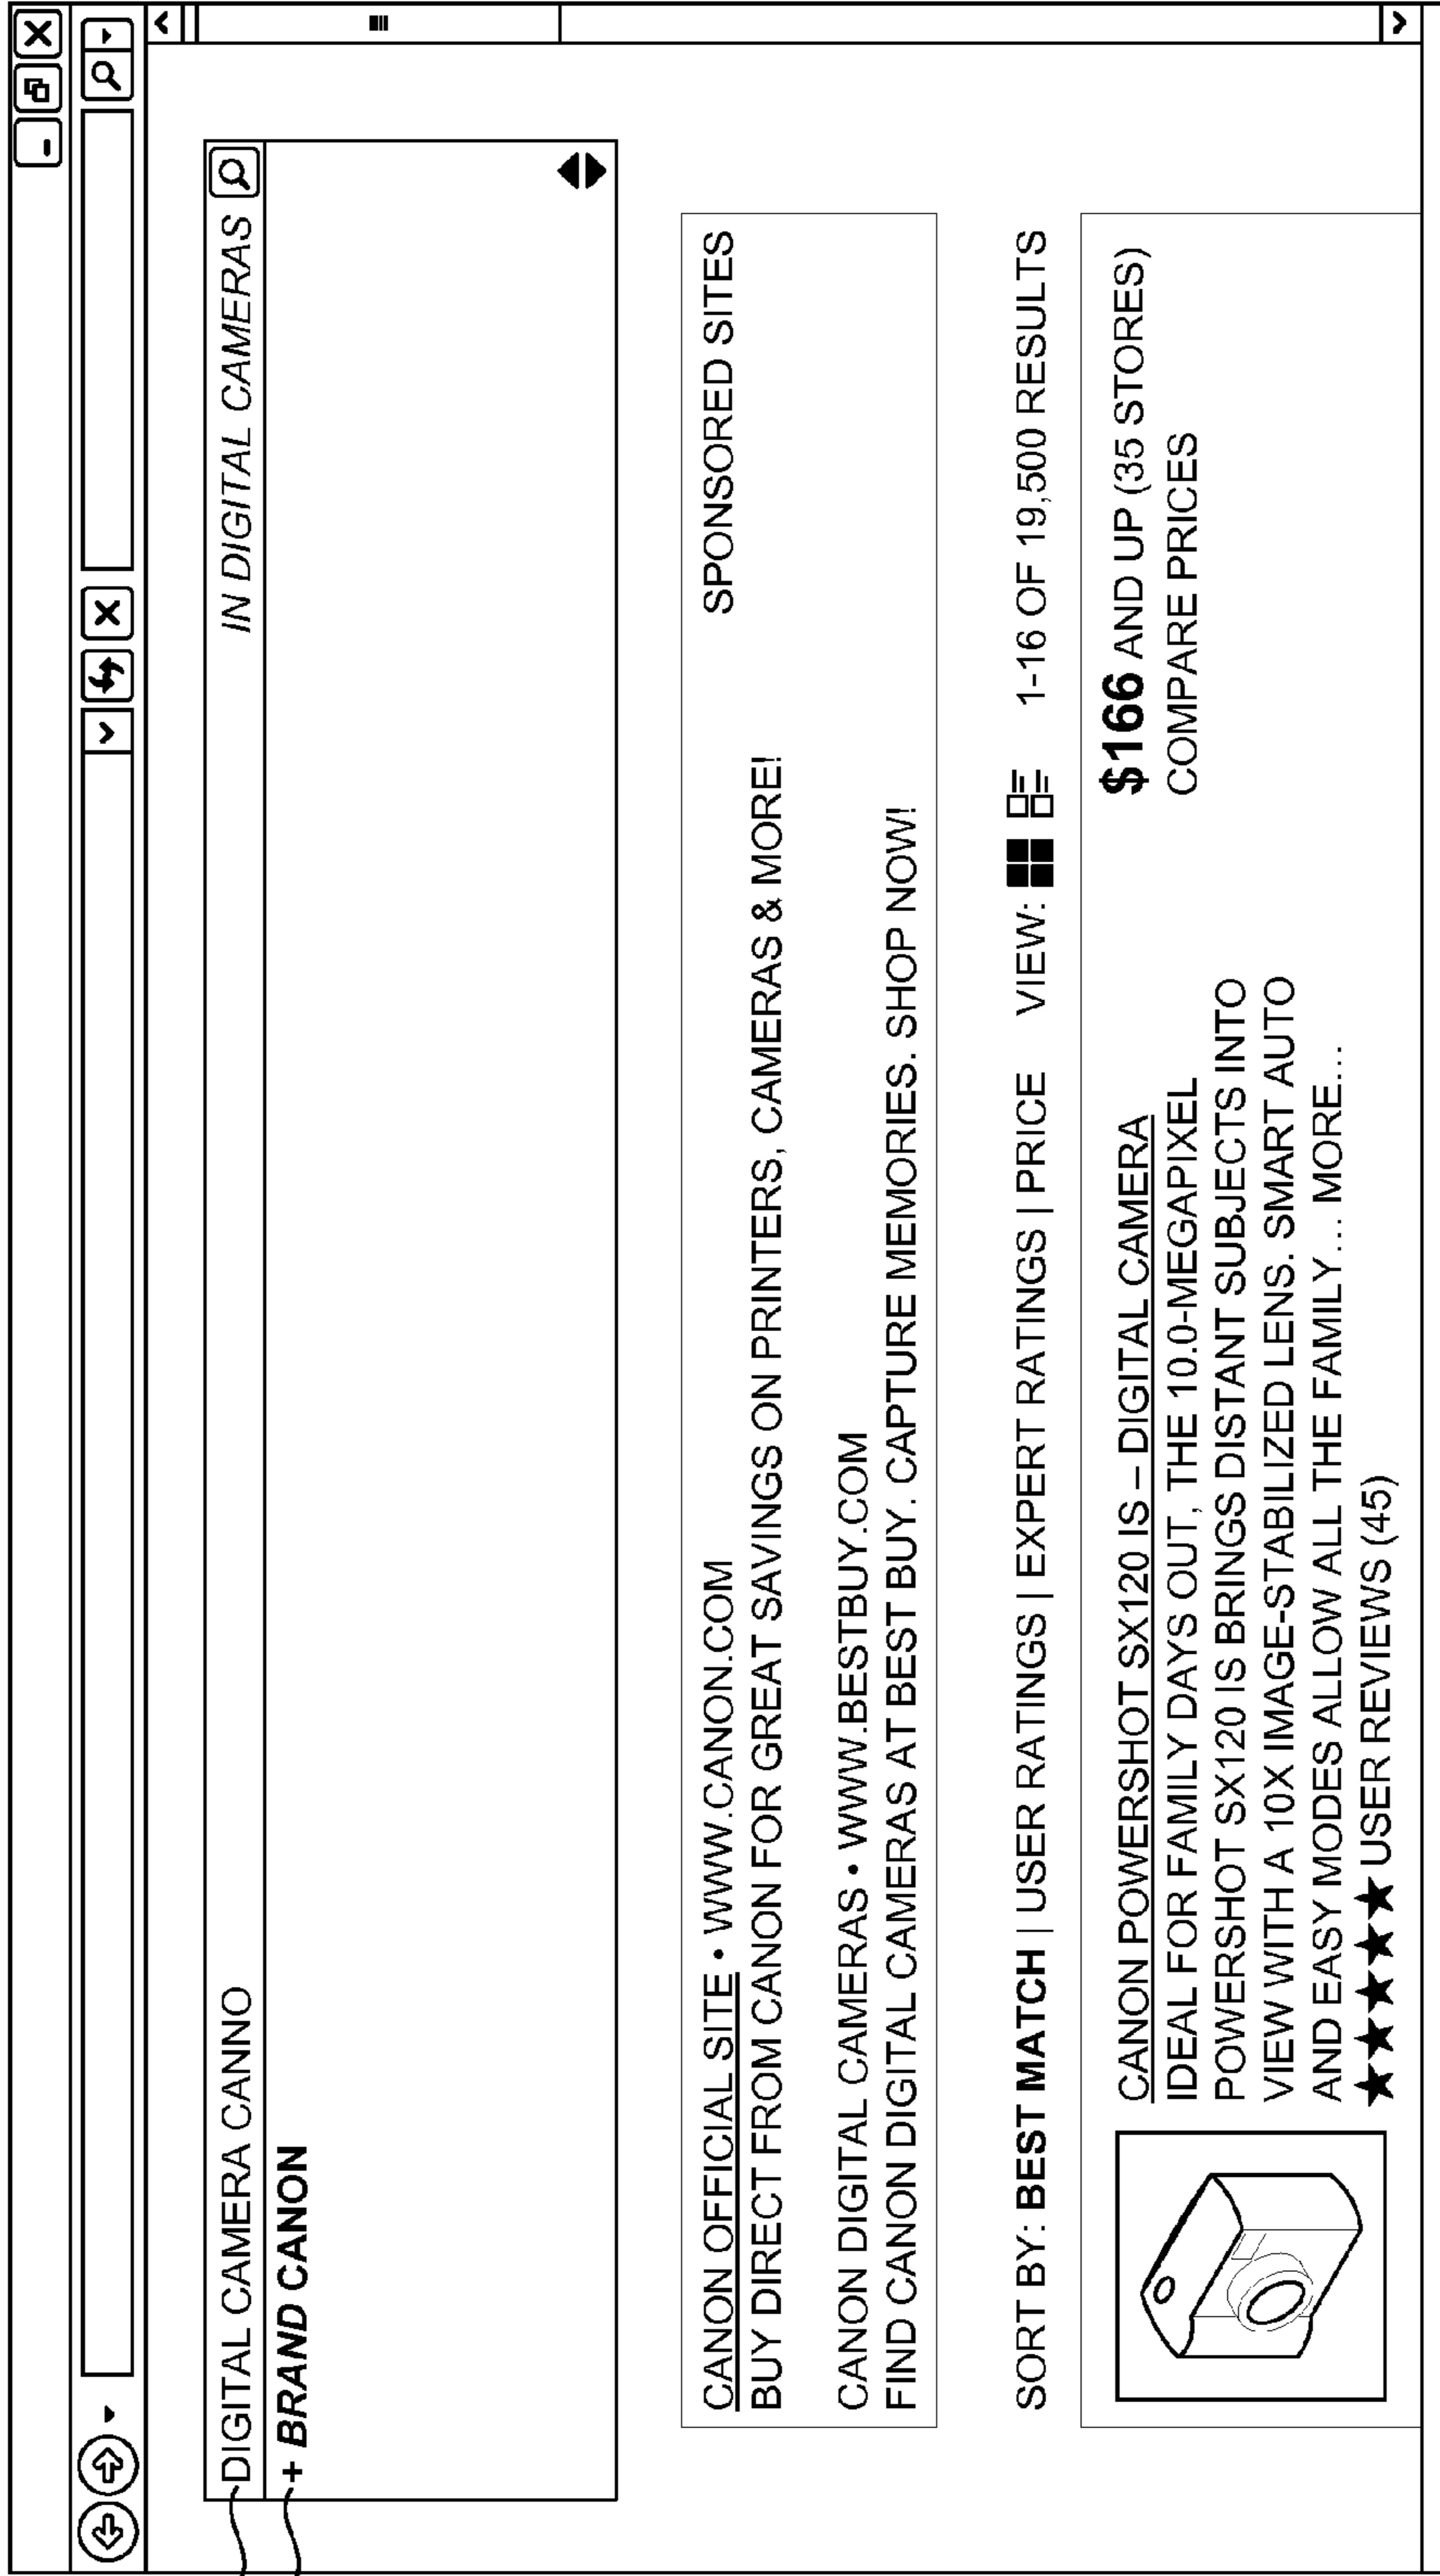 DIGITAL CAMERA CANNO IN DIGITAL CAMERAS
+ BRAND CANON
CANON OFFICIAL SITE • WWW.CANON.COM SPONSORED SITES
BUY DIRECT FROM CANON FOR GREAT SAVINGS ON PRINTERS, CAMERAS & MORE!
CANON DIGITAL CAMERAS • WWW.BESTBUY.COM
FIND CANON DIGITAL CAMERAS AT BEST BUY. CAPTURE MEMORIES. SHOP NOW!
SORT BY: BEST MATCH | USER RATINGS | EXPERT RATINGS | PRICE VIEW: 1-16 OF 19,500 RESULTS
CANON POWERSHOT SX120 IS – DIGITAL CAMERA $166 AND UP (35 STORES)
IDEAL FOR FAMILY DAYS OUT, THE 10.0-MEGAPIXEL COMPARE PRICES
POWERSHOT SX120 IS BRINGS DISTANT SUBJECTS INTO
VIEW WITH A 10X IMAGE-STABILIZED LENS. SMART AUTO
AND EASY MODES ALLOW ALL THE FAMILY… MORE…
★★★★★ USER REVIEWS (45)